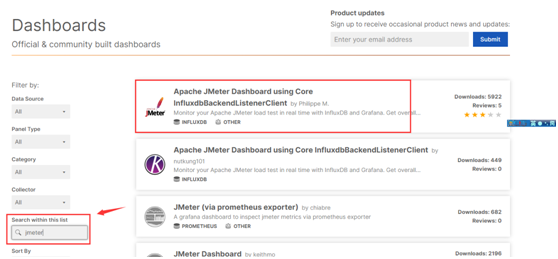 Dashboards
Official & community built dashboards
Product updates
Sign up to receive occasional product news and updates:
Enter your email address
Submit
Filter by:
Data Source
All
Panel Type
All
Category
All
Collector
All
Search within this list
jmeter
Sort By
Apache JMeter Dashboard using Core
InfluxdbBackendListenerClient by Philippe M.
Monitor your Apache JMeter load test in real time with InfluxDB and Grafana. Get overall...
INFLUXDB OTHER
Downloads: 5922
Reviews: 5
JMeter
Apache JMeter Dashboard using Core InfluxdbBackendListenerClient by
nutkung101
Monitor your Apache JMeter load test in real time with InfluxDB and Grafana. Get overall...
INFLUXDB
Downloads: 449
Reviews: 0
JMeter (via prometheus exporter) by chiabre
A grafana dashboard to inspect jmeter metrics via prometheus exporter
PROMETHEUS OTHER
Downloads: 682
Reviews: 0
JMeter Dashboard by keithmo
Downloads: 2196